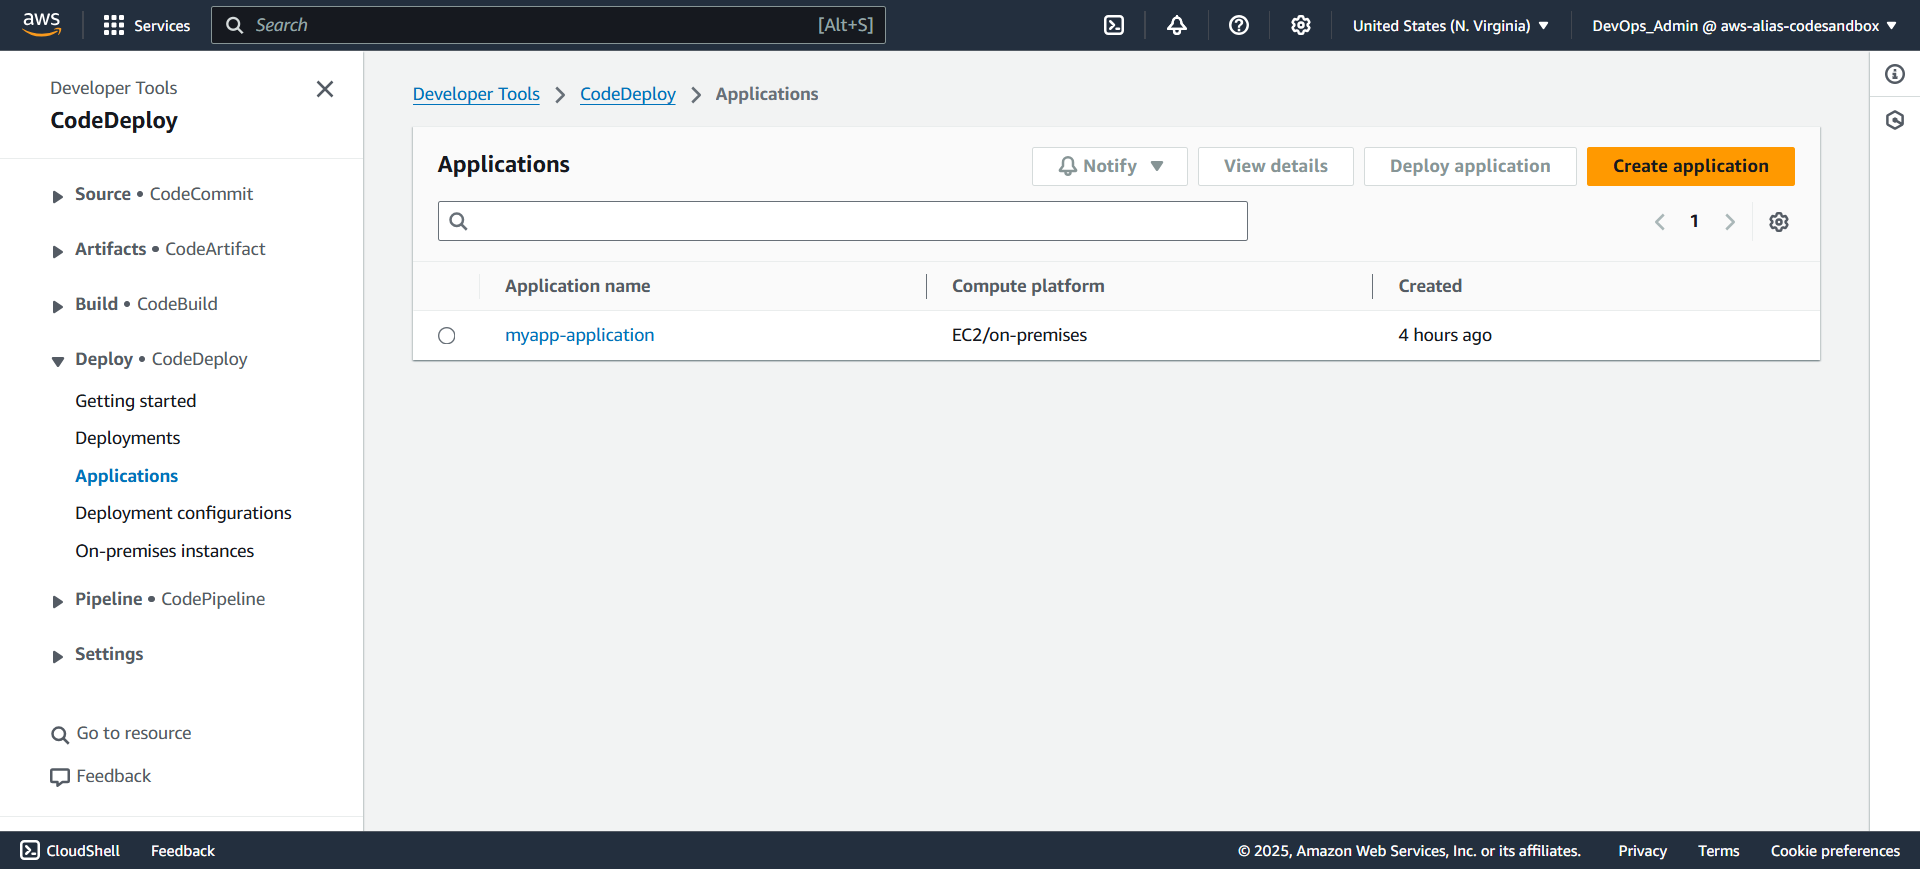 aws
Services
Search [Alt+S]
United States (N. Virginia)
DevOps_Admin @ aws-alias-codesandbox
Developer Tools
CodeDeploy
Source • CodeCommit
Artifacts • CodeArtifact
Build • CodeBuild
Deploy • CodeDeploy
Getting started
Deployments
Applications
Deployment configurations
On-premises instances
Pipeline • CodePipeline
Settings
Go to resource
Feedback
Developer Tools > CodeDeploy > Applications
Applications
Notify
View details
Deploy application
Create application
1
Application name Compute platform Created
myapp-application EC2/on-premises 4 hours ago
CloudShell Feedback
© 2025, Amazon Web Services, Inc. or its affiliates. Privacy Terms Cookie preferences